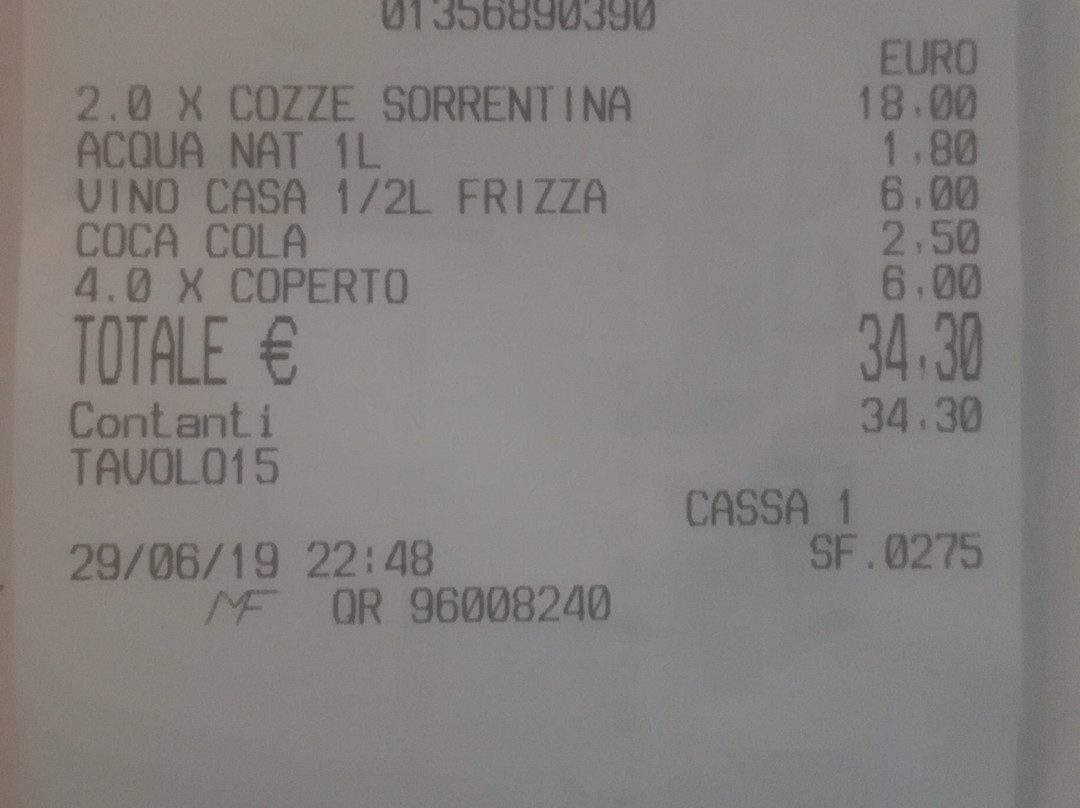 01356890390
EURO
2.0 X COZZE SORRENTINA 18,00
ACQUA NAT 1L 1,80
VINO CASA 1/2L FRIZZA 6,00
COCA COLA 2,50
4.0 X COPERTO 6,00
TOTALE € 34,30
Contanti 34,30
TAVOLO15
CASSA 1
29/06/19 22:48 SF.0275
MF QR 96008240